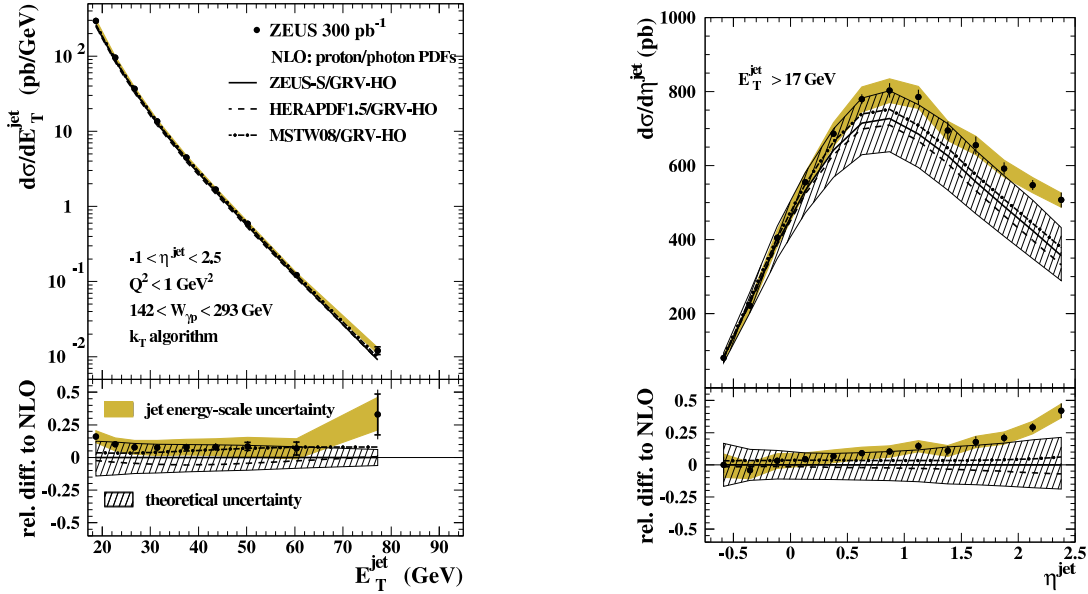 dσ/dE_T^jet (pb/GeV)
10^2
10
1
10^-1
10^-2
ZEUS 300 pb^-1
NLO: proton/photon PDFs
ZEUS-S/GRV-HO
HERAPDF1.5/GRV-HO
MSTW08/GRV-HO
-1 < η^jet < 2.5
Q^2 < 1 GeV^2
142 < W_γp < 293 GeV
k_T algorithm
rel. diff. to NLO
0.5
0.25
0
-0.25
-0.5
jet energy-scale uncertainty
theoretical uncertainty
20 30 40 50 60 70 80 90
E_T^jet (GeV)
dσ/dη^jet (pb)
1000
800
600
400
200
0
E_T^jet > 17 GeV
rel. diff. to NLO
0.5
0.25
0
-0.25
-0.5
-0.5 0 0.5 1 1.5 2 2.5
η^jet